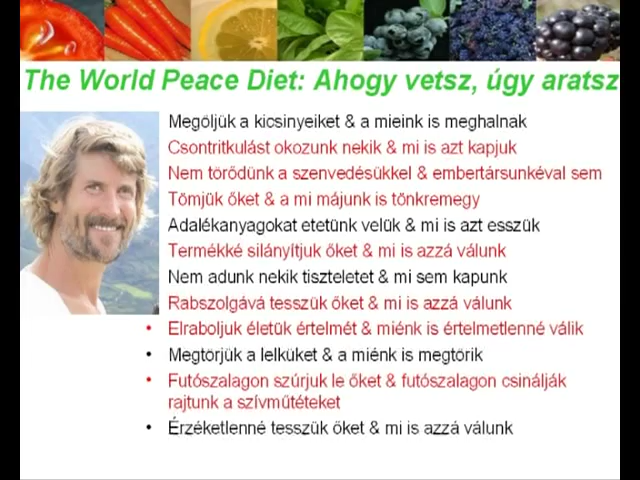 The World Peace Diet: Ahogy vetsz, úgy aratsz
Megöljük a kicsinyeiket & a mieink is meghalnak
Csontritkulást okozunk nekik & mi is azt kapjuk
Nem törődünk a szenvedésükkel & embertársunkéval sem
Tömjük őket & a mi májunk is tönkremegy
Adalékanyagokat etetünk velük & mi is azt esszük
Termékké silányítjuk őket & mi is azzá válunk
Nem adunk nekik tiszteletet & mi sem kapunk
Rabszolgává tesszük őket & mi is azzá válunk
• Elraboljuk életük értelmét & miénk is értelmetlenné válik
• Megtörjük a lelküket & a miénk is megtörik
• Futószalagon szúrjuk le őket & futószalagon csinálják
rajtunk a szívműtéteket
• Érzéketlenné tesszük őket & mi is azzá válunk